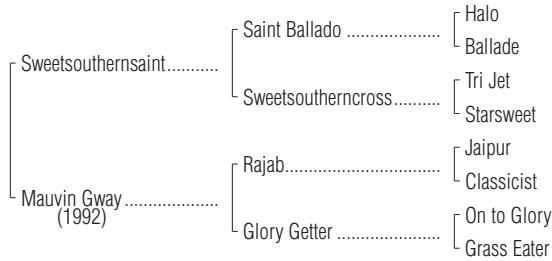 Halo
Saint Ballado ....................
Ballade
Sweetsouthernsaint...........
Tri Jet
Sweetsoutherncross..........
Starsweet
Jaipur
Rajab.................................
Classicist
Mauvin Gway ....................
(1992)
On to Glory
Glory Getter ......................
Grass Eater